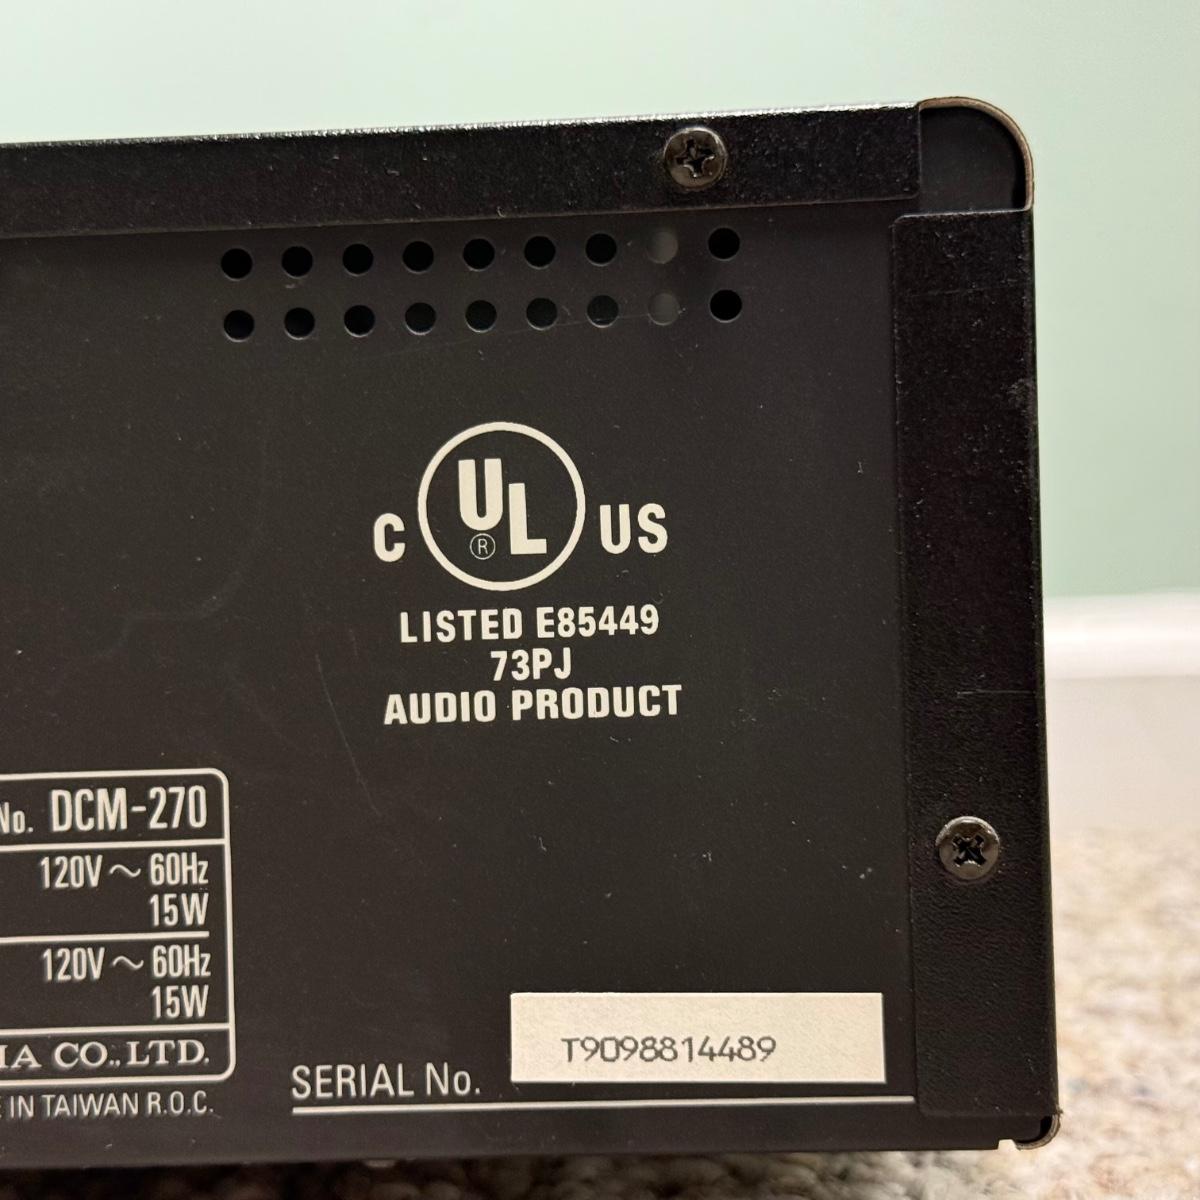 C UL® US
LISTED E85449
73PJ
AUDIO PRODUCT
No. DCM-270
120V ~ 60Hz
15W
120V ~ 60Hz
15W
CO.,LTD.
IN TAIWAN R.O.C.
SERIAL No. T9098814489